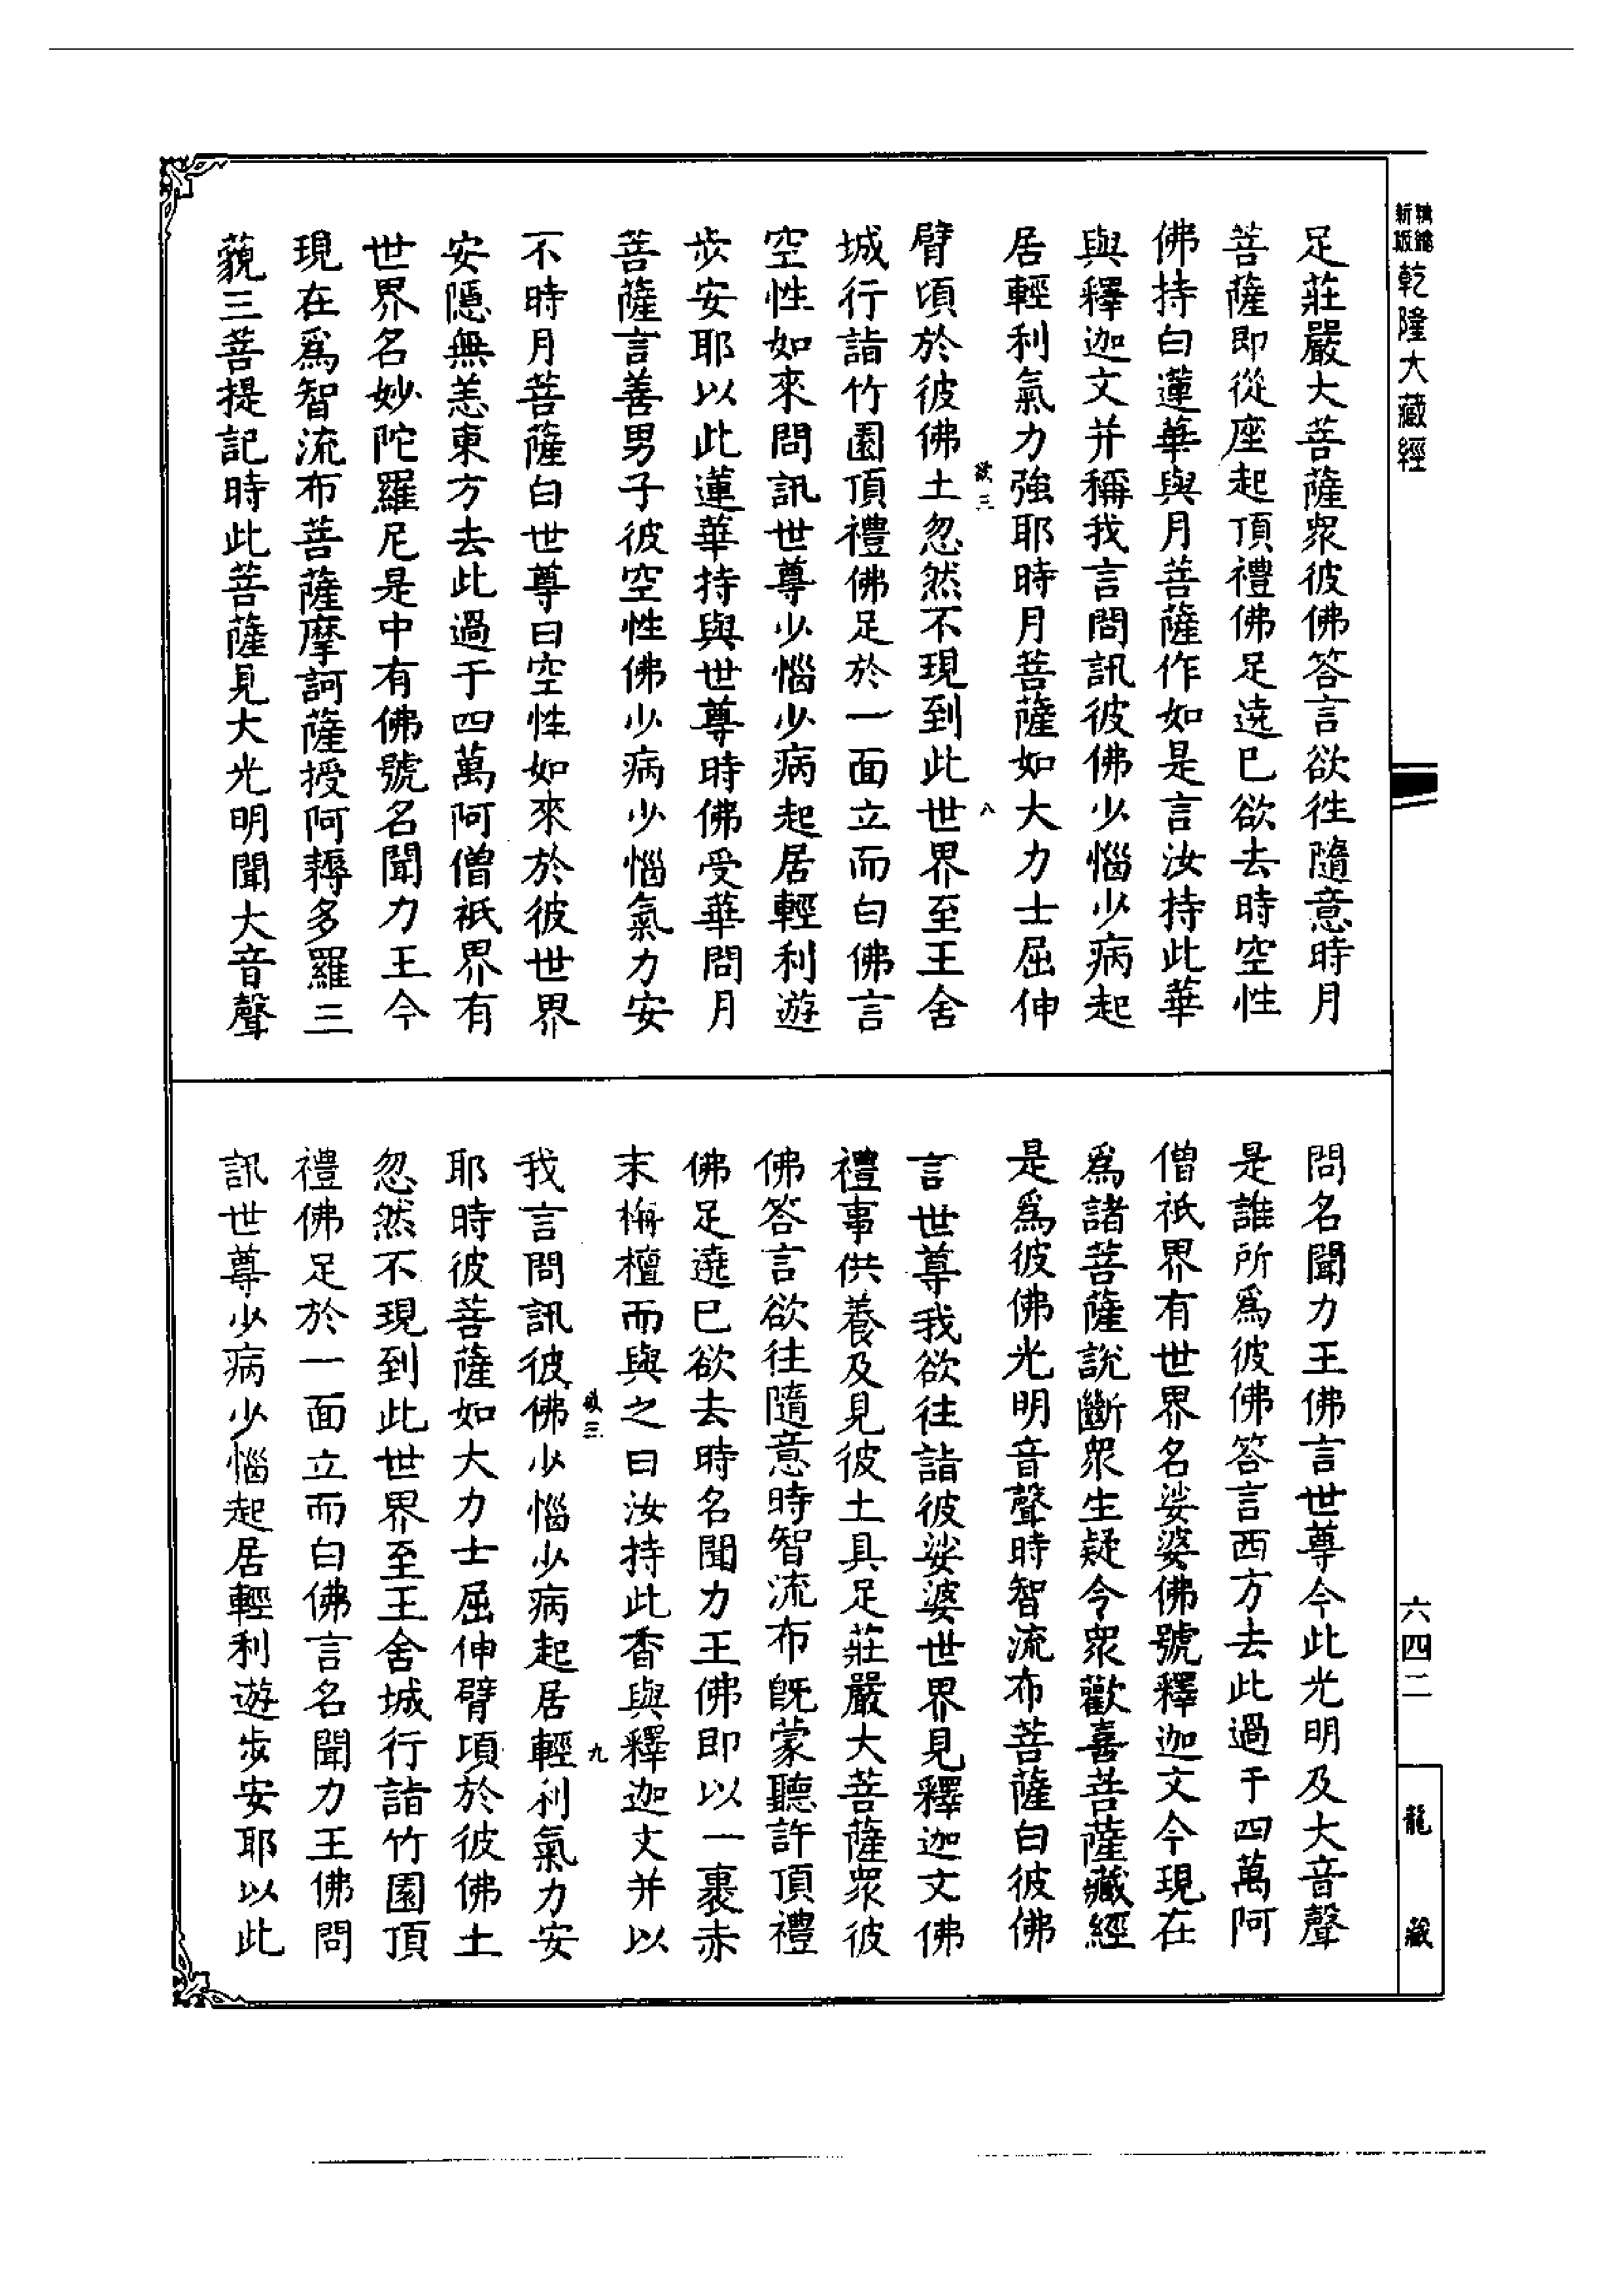 新編
縮版
乾隆大藏經
足莊嚴大菩薩衆彼佛答言欲往隨意時月
菩薩即從座起頂禮佛足遶已欲去時空性
佛持白蓮華與月菩薩作如是言汝持此華
與釋迦文并稱我言問訊彼佛少惱少病起
居輕利氣力強耶時月菩薩如大力士屈伸
欲三
八
臂頃於彼佛土忽然不現到此世界至王舍
城行詣竹園頂禮佛足於一面立而白佛言
空性如來問訊世尊少惱少病起居輕利遊
步安耶以此蓮華持與世尊時佛受華問月
菩薩言善男子彼空性佛少病少惱氣力安
不時月菩薩白世尊曰空性如來於彼世界
安隱無恙東方去此過于四萬阿僧祇界有
世界名妙陀羅尼是中有佛號名聞力王今
現在爲智流布菩薩摩訶薩授阿耨多羅三
藐三菩提記時此菩薩見大光明聞大音聲
問名聞力王佛言世尊今此光明及大音聲
是誰所爲彼佛答言西方去此過于四萬阿
僧祇界有世界名娑婆佛號釋迦文今現在
爲諸菩薩說斷衆生疑令衆歡喜菩薩藏經
是爲彼佛光明音聲時智流布菩薩白彼佛
言世尊我欲往詣彼娑婆世界見釋迦文佛
禮事供養及見彼土具足莊嚴大菩薩衆彼
佛答言欲往隨意時智流布既蒙聽許頂禮
佛足遶已欲去時名聞力王佛即以一裹赤
末栴檀而與之曰汝持此香與釋迦文并以
欲三
九
我言問訊彼佛少惱少病起居輕利氣力安
耶時彼菩薩如大力士屈伸臂頃於彼佛土
忽然不現到此世界至王舍城行詣竹園頂
禮佛足於一面立而白佛言名聞力王佛問
訊世尊少病少惱起居輕利遊步安耶以此
六四二
龍藏